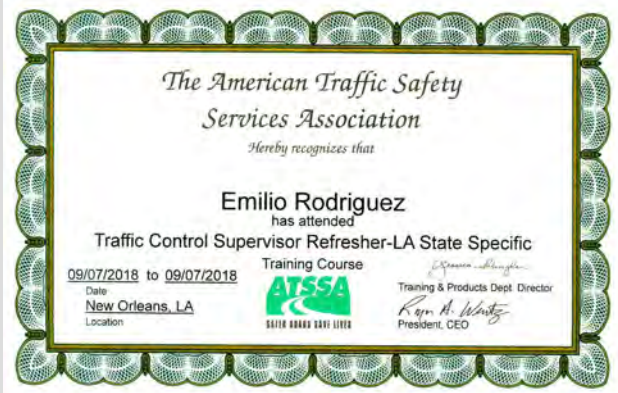 The American Traffic Safety
Services Association
Hereby recognizes that
Emilio Rodriguez
has attended
Traffic Control Supervisor Refresher-LA State Specific
Training Course
09/07/2018 to 09/07/2018
Date
New Orleans, LA
Location
ATSSA
SAFER ROADS SAVE LIVES
Training & Products Dept. Director
President, CEO